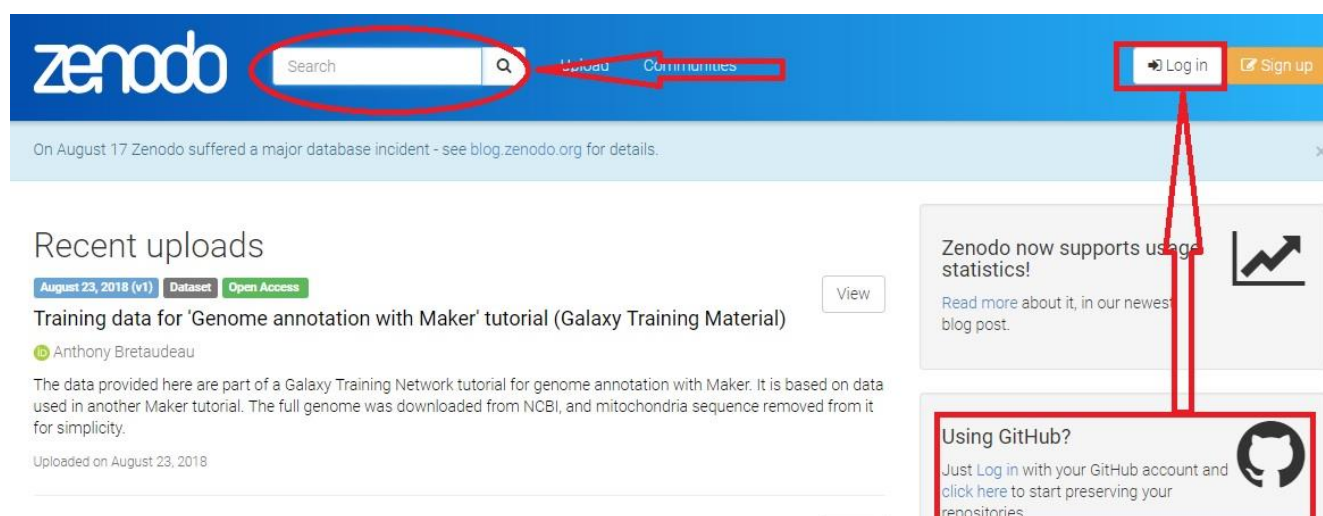 zenodo
Search
Upload Communities
Log in
Sign up
On August 17 Zenodo suffered a major database incident - see blog.zenodo.org for details.
Recent uploads
August 23, 2018 (v1) Dataset Open Access
View
Training data for 'Genome annotation with Maker' tutorial (Galaxy Training Material)
Anthony Bretaudeau
The data provided here are part of a Galaxy Training Network tutorial for genome annotation with Maker. It is based on data
used in another Maker tutorial. The full genome was downloaded from NCBI, and mitochondria sequence removed from it
for simplicity.
Uploaded on August 23, 2018
Zenodo now supports usage
statistics!
Read more about it, in our newest
blog post.
Using GitHub?
Just Log in with your GitHub account and
click here to start preserving your
repositories